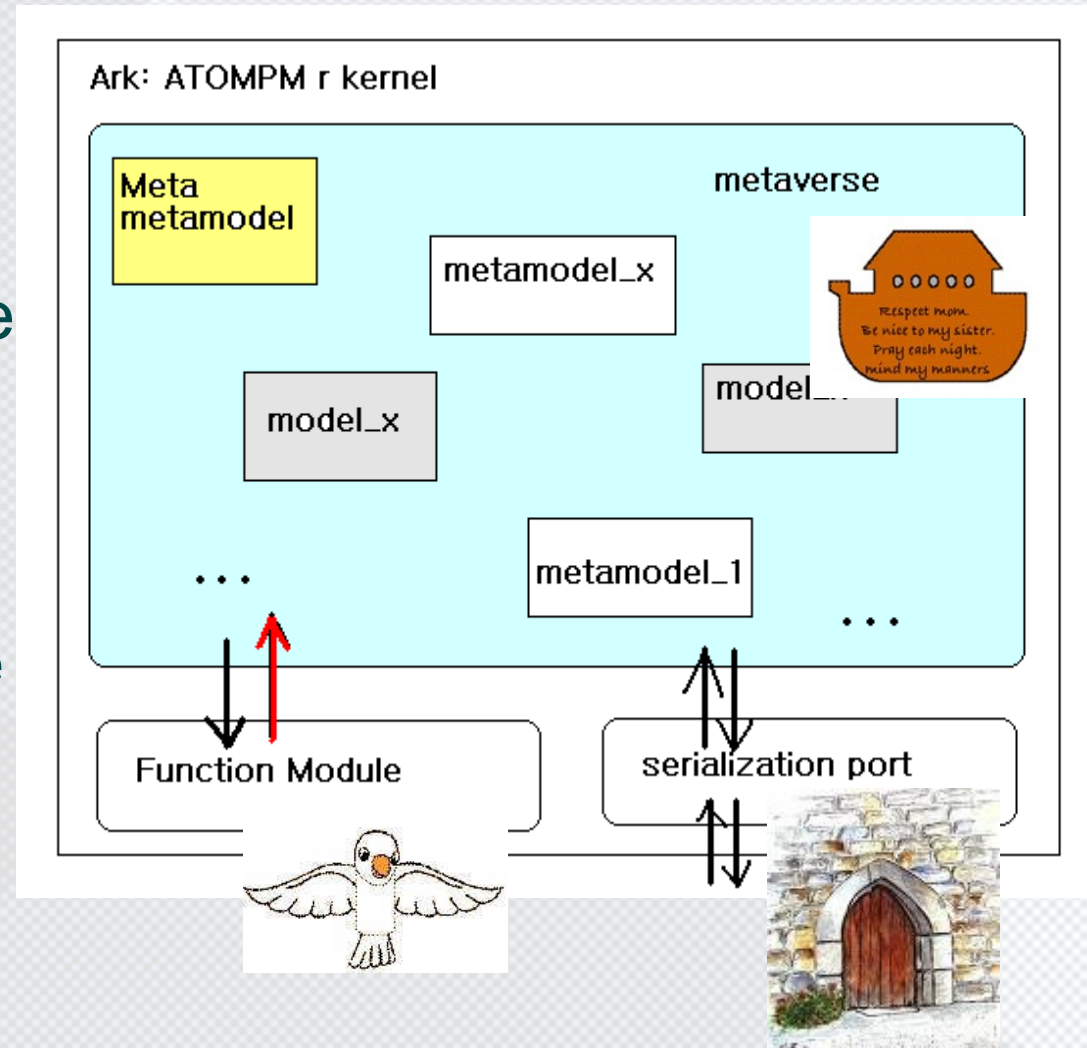 Ark: ATOMPM r kernel
Meta
metamodel
metaverse
metamodel_x
Respect mom.
Be nice to my sister.
Pray each night.
mind my manners
e
model_x
metamodel_1
...
...
e
Function Module
serialization port